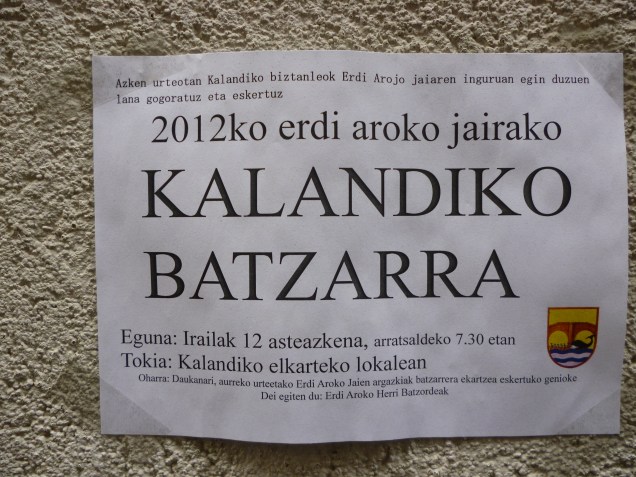 Azken urteotan Kalandiko biztanleok Erdi Arojo jaiaren inguruan egin duzuen
lana gogoratuz eta eskertuz
2012ko erdi aroko jairako
KALANDIKO
BATZARRA
Eguna: Irailak 12 asteazkena, arratsaldeko 7.30 etan
Tokia: Kalandiko elkarteko lokalean
Oharra: Daukanari, aurreko urteetako Erdi Aroko Jaien argazkiak batzarrera ekartzea eskertuko genioke
Dei egiten du: Erdi Aroko Herri Batzordeak